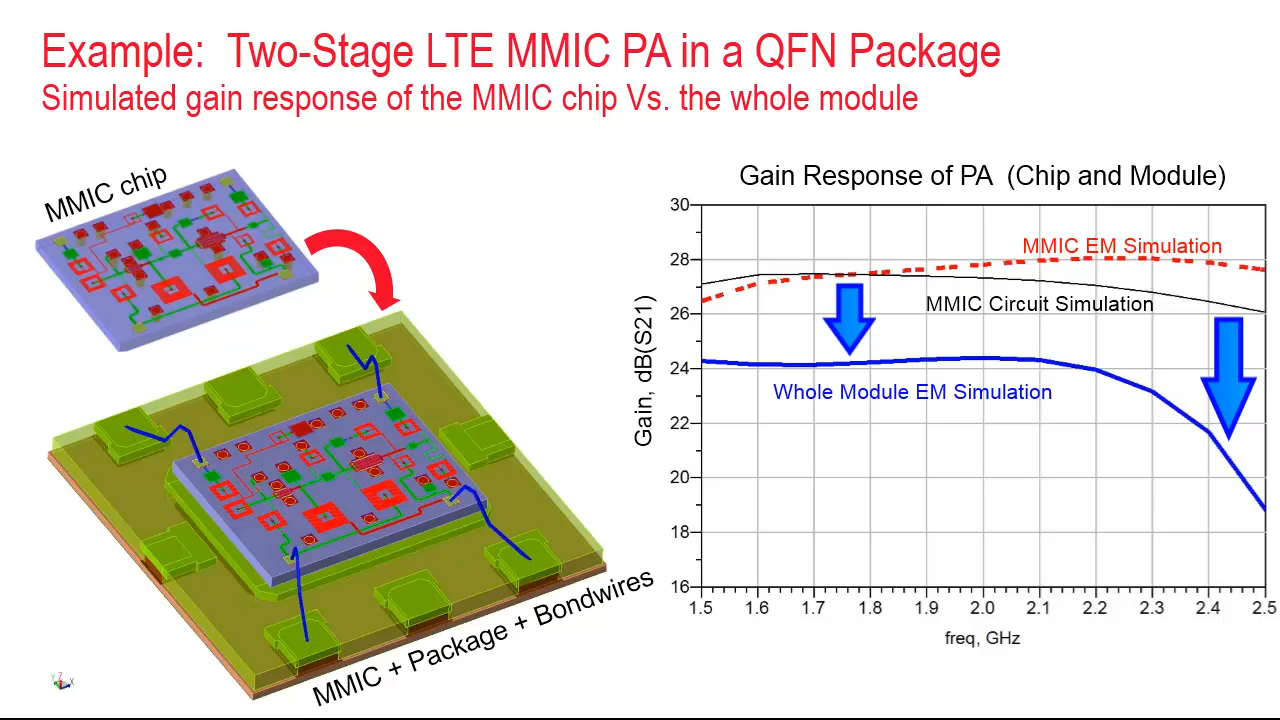 Example:  Two-Stage LTE MMIC PA in a QFN Package
Simulated gain response of the MMIC chip Vs. the whole module
MMIC chip
MMIC + Package + Bondwires
Gain Response of PA  (Chip and Module)
Gain, dB(S21)
30
28
26
24
22
20
18
16
MMIC EM Simulation
MMIC Circuit Simulation
Whole Module EM Simulation
1.5 1.6 1.7 1.8 1.9 2.0 2.1 2.2 2.3 2.4 2.5
freq, GHz
Y Z X